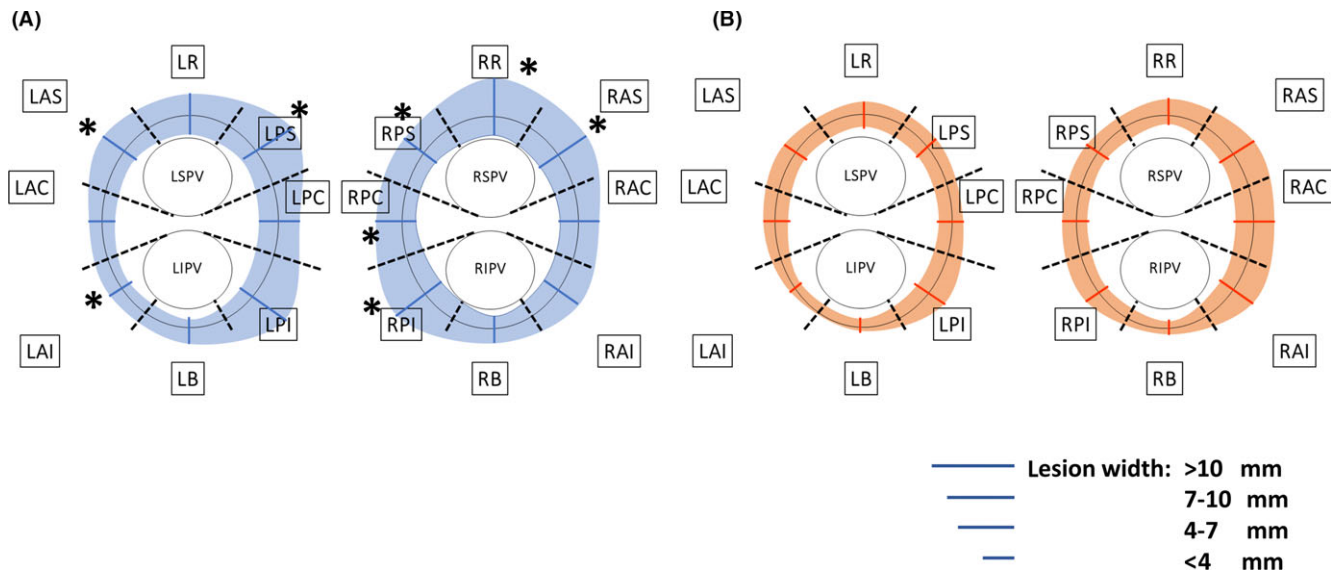 (A)
LR
LAS
*
*
LPS
LAC
LSPV
LPC
LIPV
*
LAI
LPI
LB
RR
*
*
RPS
*
RAS
RPC
RSPV
RAC
*
RIPV
*
RPI
RAI
RB
(B)
LR
LAS
LPS
LAC
LSPV
LPC
LIPV
LAI
LPI
LB
RR
RPS
RAS
RPC
RSPV
RAC
RIPV
RPI
RAI
RB
Lesion width: >10 mm
7-10 mm
4-7 mm
<4 mm